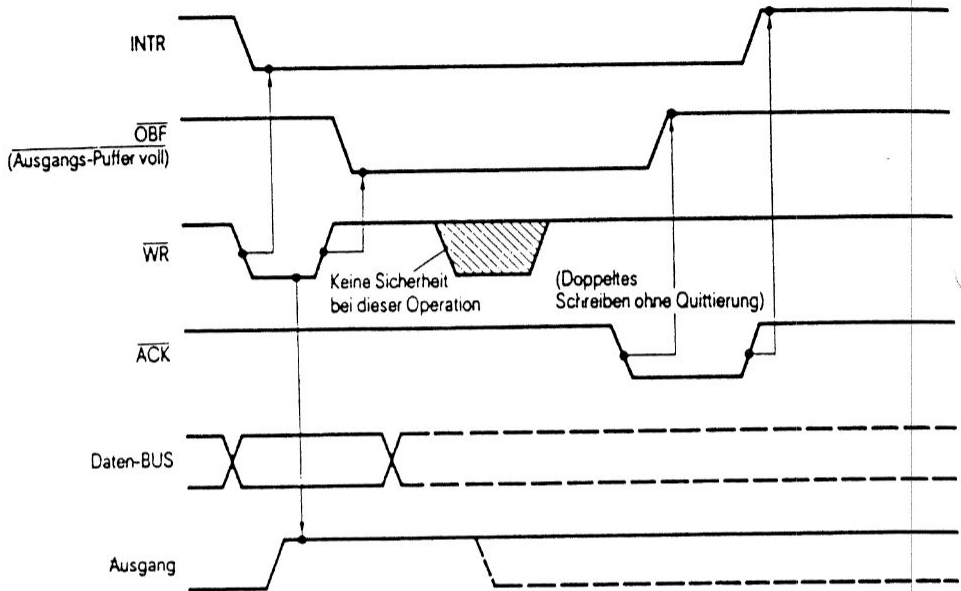 INTR
OBF
(Ausgangs-Puffer voll)
WR
Keine Sicherheit
bei dieser Operation
(Doppeltes
Schreiben ohne Quittierung)
ACK
Daten-BUS
Ausgang